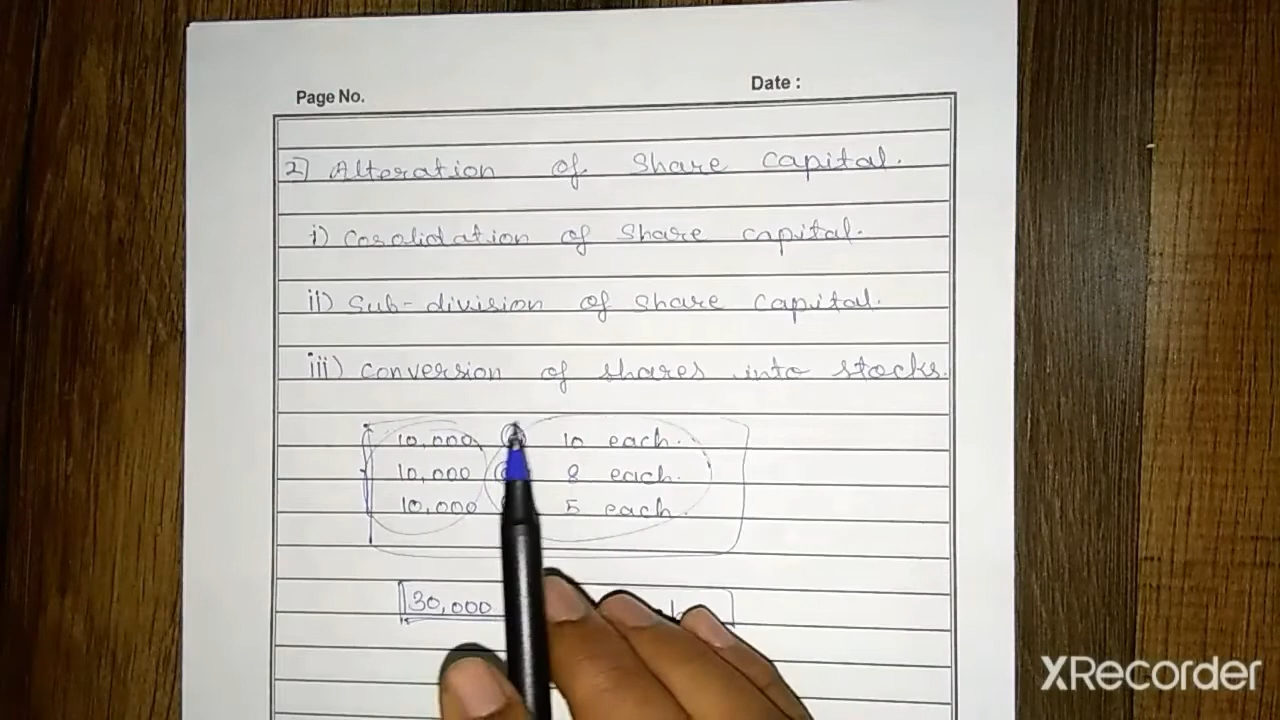 Page No.
Date :
2) Alteration of Share Capital.
i) Cosolidation of Share capital.
ii) Sub-division of Share Capital.
iii) Conversion of shares into stocks.
10,000 @ 10 each.
10,000 8 each.
10,000 5 each.
30,000
XRecorder